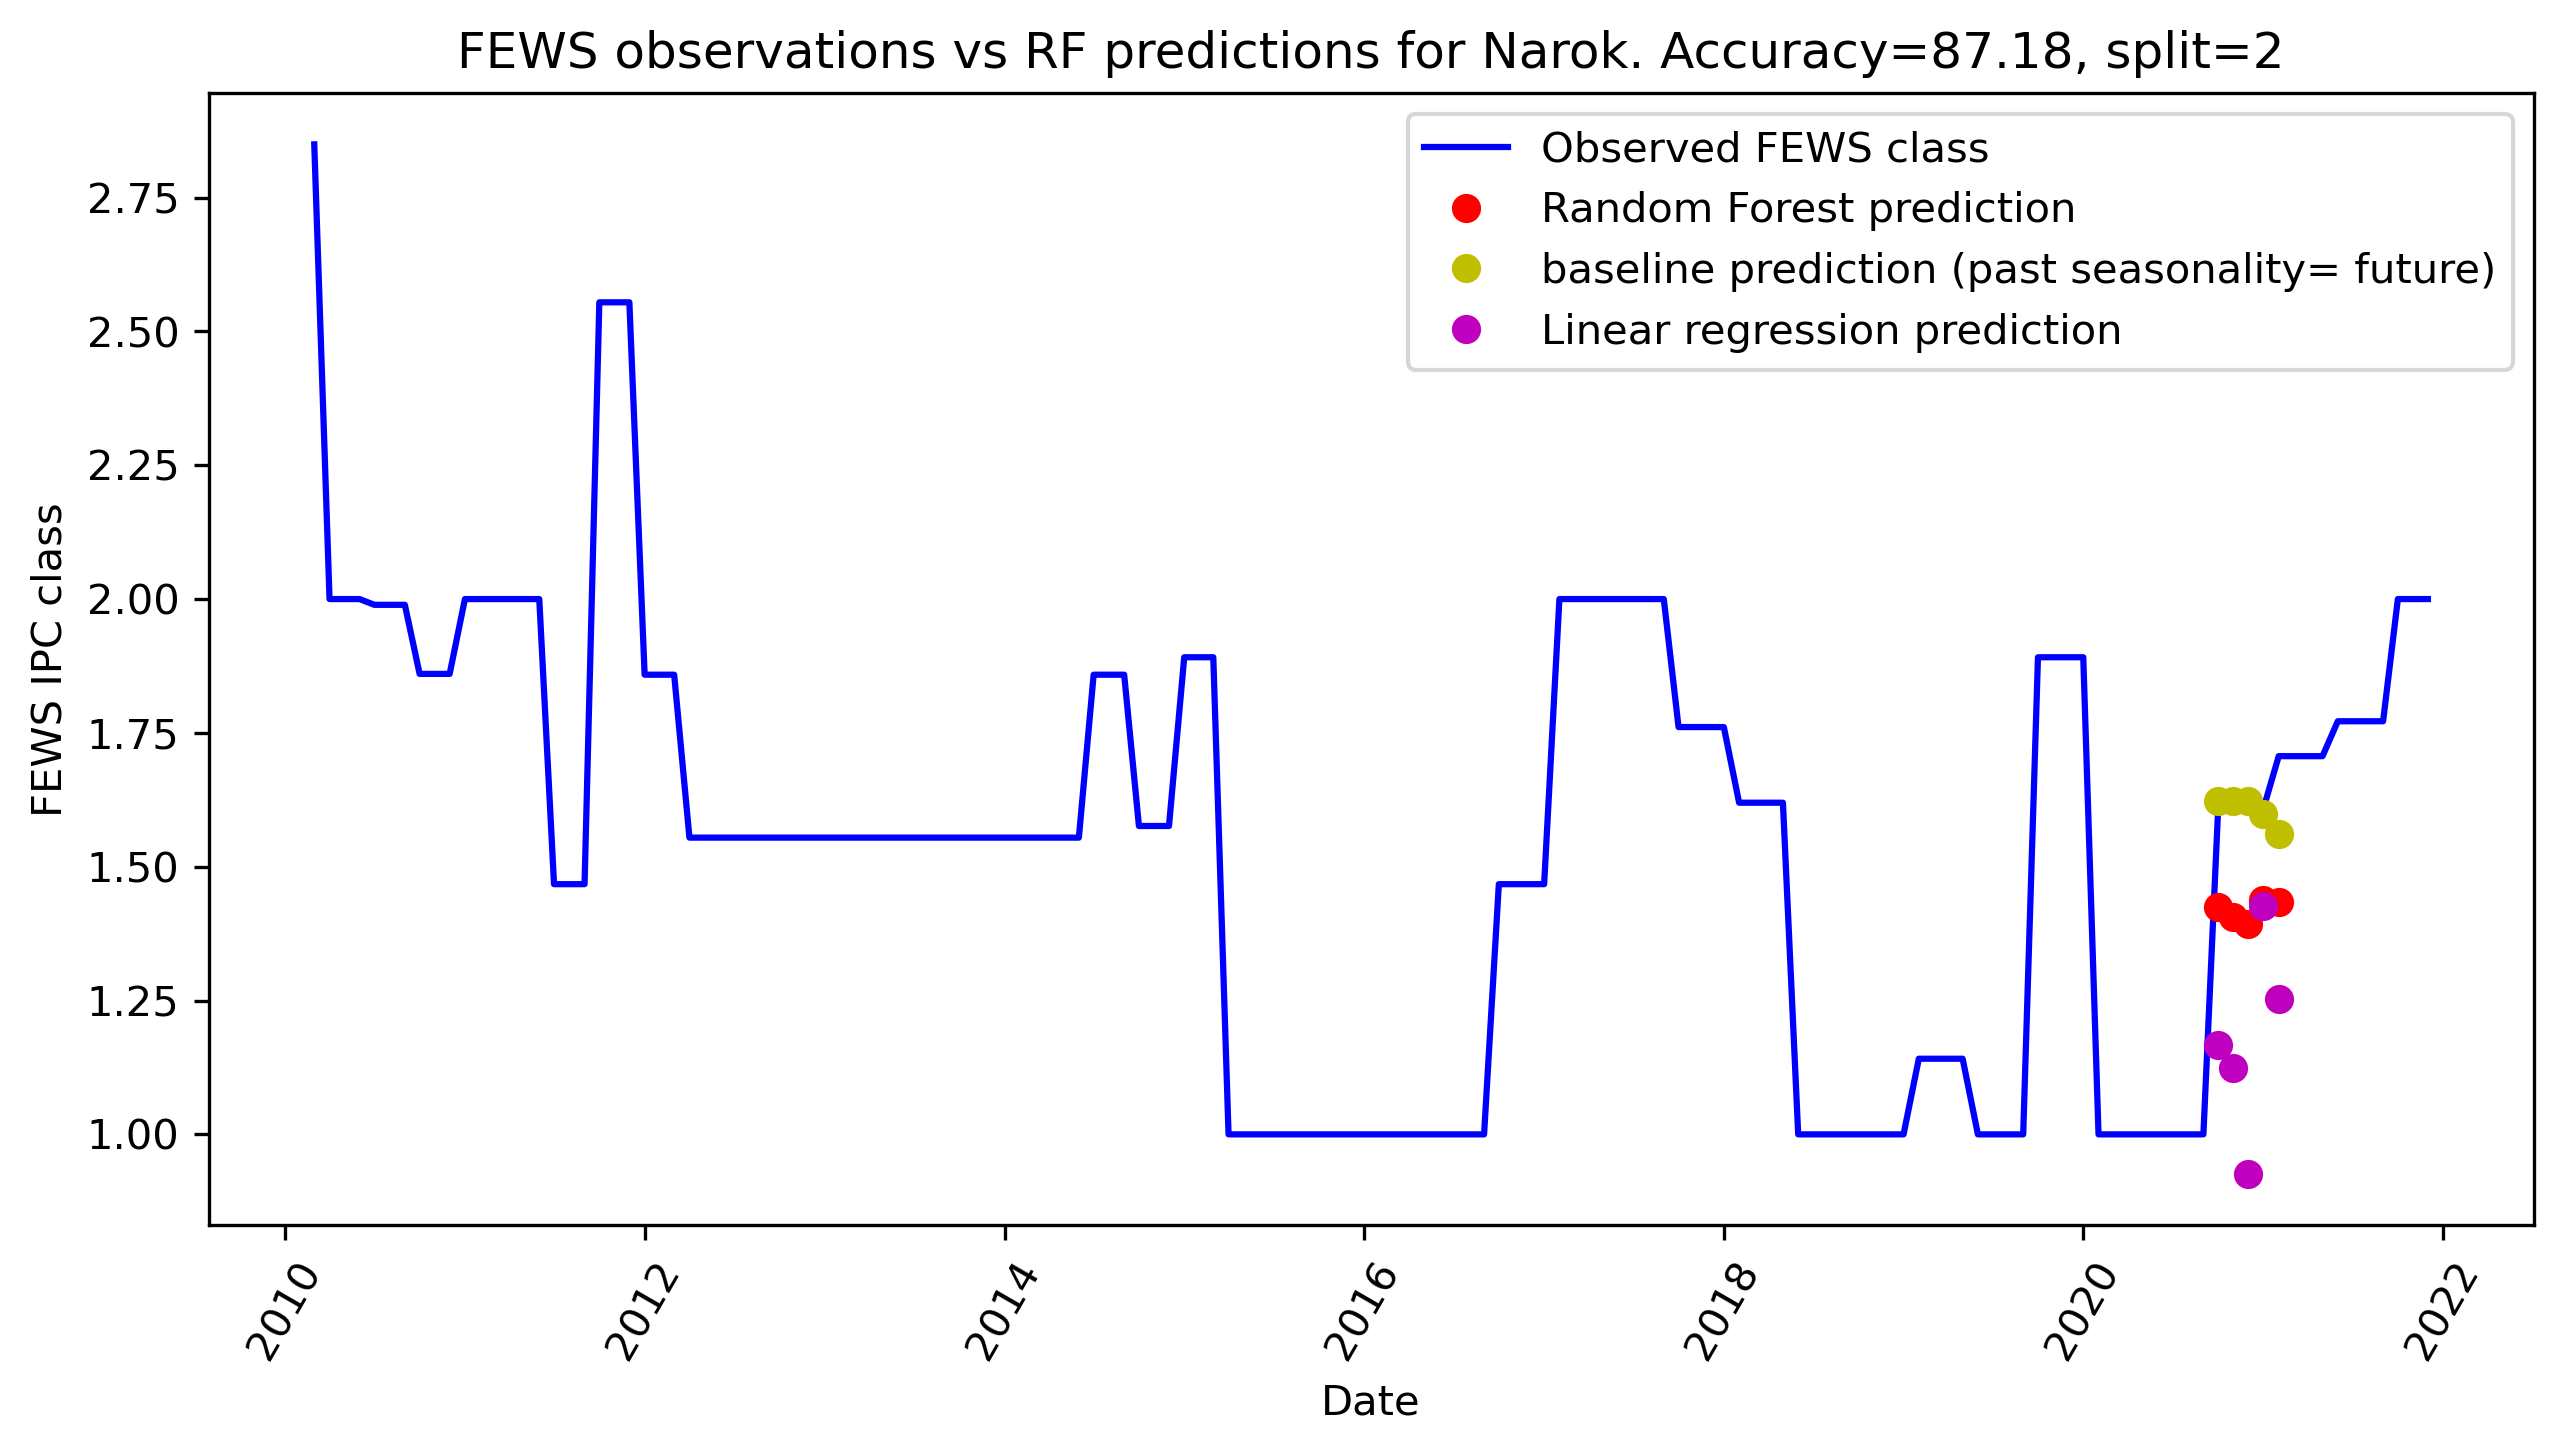 FEWS observations vs RF predictions for Narok. Accuracy=87.18, split=2
Observed FEWS class
Random Forest prediction
baseline prediction (past seasonality= future)
Linear regression prediction
FEWS IPC class
2.75
2.50
2.25
2.00
1.75
1.50
1.25
1.00
2010
2012
2014
2016
2018
2020
2022
Date